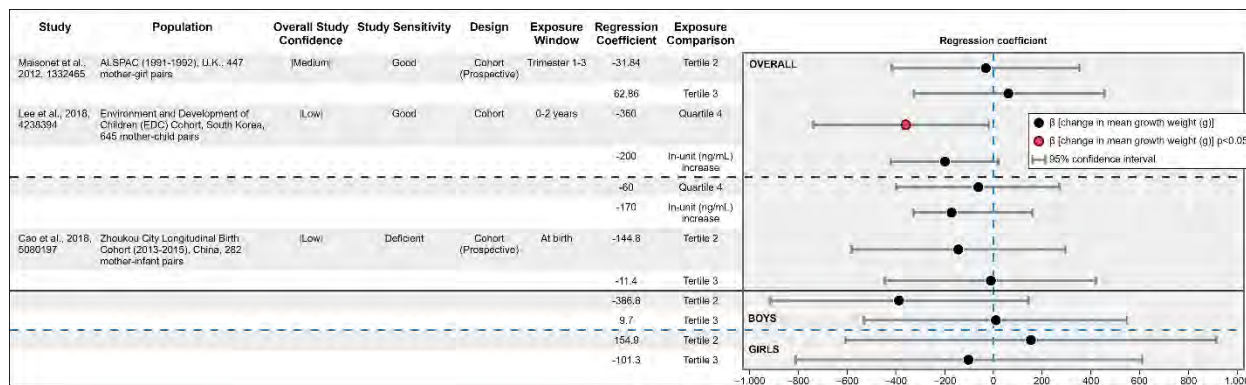 Study Population Overall Study Confidence Study Sensitivity Design Exposure Window Regression Coefficient Exposure Comparison Regression coefficient
Maisonet et al., 2012, 1332465 ALSPAC (1991-1992), U.K., 447 mother-girl pairs |Medium| Good Cohort (Prospective) Trimester 1-3 -31.84 Tertile 2
62.86 Tertile 3
Lee et al., 2018, 4238394 Environment and Development of Children (EDC) Cohort, South Korea, 645 mother-child pairs |Low| Good Cohort 0-2 years -360 Quartile 4
-200 ln-unit (ng/mL) increase
-60 Quartile 4
-170 ln-unit (ng/mL) increase
Cao et al., 2018, 5080197 Zhoukou City Longitudinal Birth Cohort (2013-2015), China, 282 mother-infant pairs |Low| Deficient Cohort (Prospective) At birth -144.8 Tertile 2
-11.4 Tertile 3
-386.8 Tertile 2
9.7 Tertile 3
154.9 Tertile 2
-101.3 Tertile 3
OVERALL
β [change in mean growth weight (g)]
β [change in mean growth weight (g)] p<0.05
95% confidence interval
BOYS
GIRLS
−1,000 −800 −600 −400 −200 0 200 400 600 800 1,000